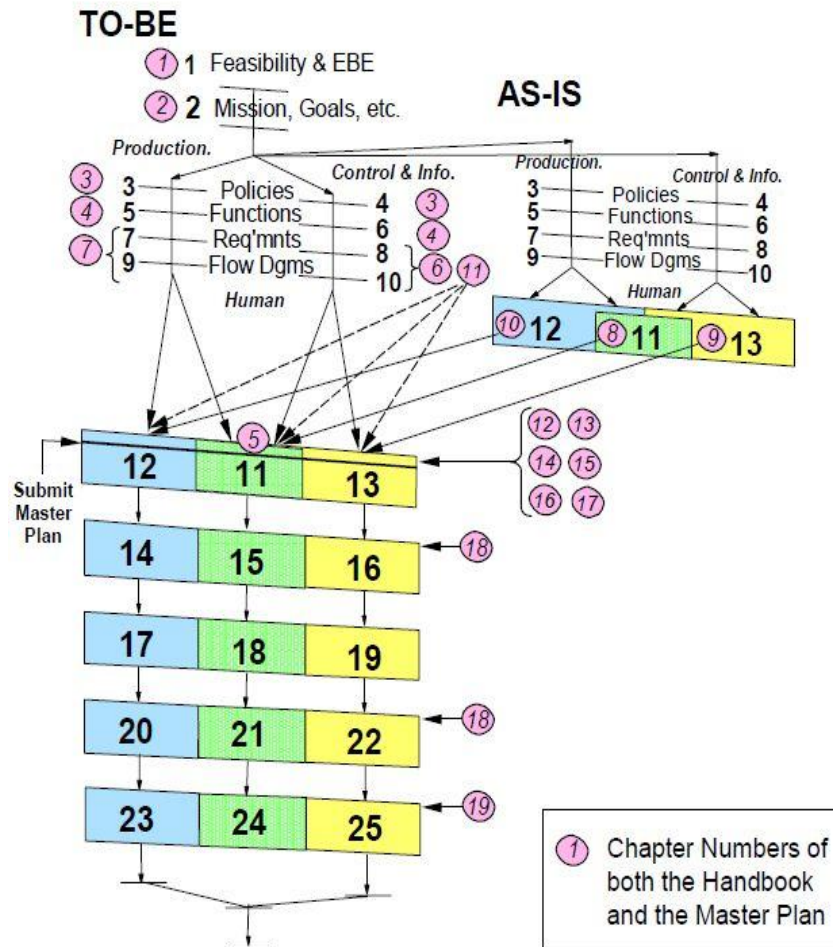 TO-BE
1 1 Feasibility & EBE
2 2 Mission, Goals, etc.
AS-IS
Production.
Control & Info.
3 3 Policies 4 3
4 5 Functions 6 4
7 7 Req'mnts 8
9 Flow Dgms 10 6 11
Human
Production.
Control & Info.
3 Policies 4
5 Functions 6
7 Req'mnts 8
9 Flow Dgms 10
Human
10 12 8 11 9 13
5
12 11 13
12 13
14 15
16 17
Submit
Master
Plan
14 15 16 18
17 18 19
20 21 22 18
23 24 25 19
1 Chapter Numbers of
both the Handbook
and the Master Plan